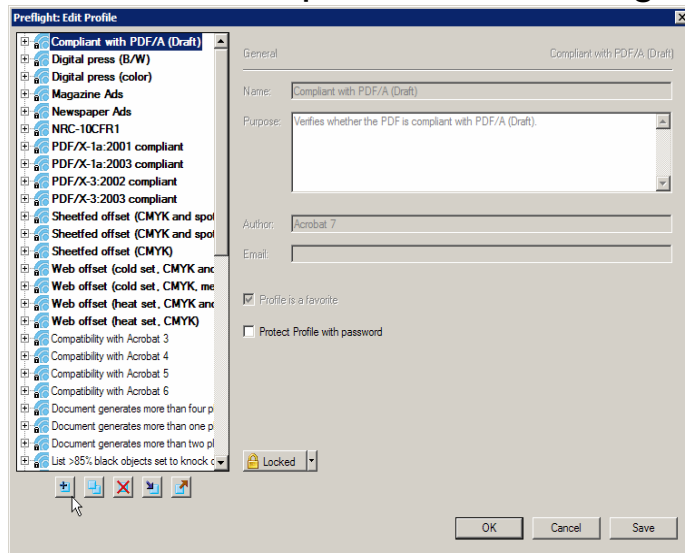 Preflight: Edit Profile
Compliant with PDF/A (Draft)
Digital press (B/W)
Digital press (color)
Magazine Ads
Newspaper Ads
NRC-10CFR1
PDF/X-1a:2001 compliant
PDF/X-1a:2003 compliant
PDF/X-3:2002 compliant
PDF/X-3:2003 compliant
Sheetfed offset (CMYK and spo
Sheetfed offset (CMYK and spo
Sheetfed offset (CMYK)
Web offset (cold set, CMYK and
Web offset (cold set, CMYK, me
Web offset (heat set, CMYK and
Web offset (heat set, CMYK)
Compatibility with Acrobat 3
Compatibility with Acrobat 4
Compatibility with Acrobat 5
Compatibility with Acrobat 6
Document generates more than four p
Document generates more than one p
Document generates more than two pl
List >85% black objects set to knock o
General
Compliant with PDF/A (Draft)
Name: Compliant with PDF/A (Draft)
Purpose: Verifies whether the PDF is compliant with PDF/A (Draft).
Author: Acrobat 7
Email:
Profile is a favorite
Protect Profile with password
Locked
OK Cancel Save